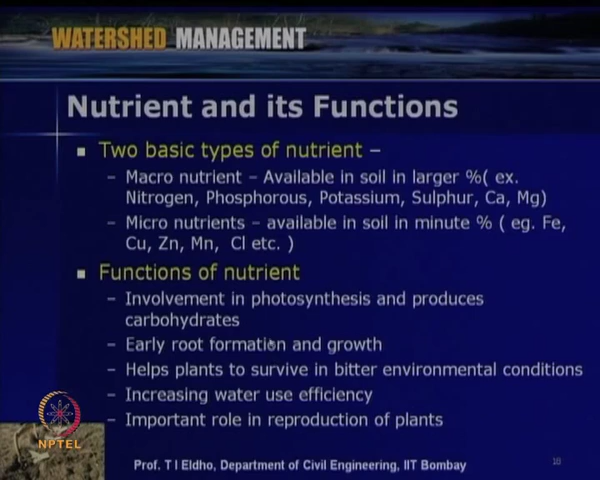 WATERSHED MANAGEMENT
Nutrient and its Functions
Two basic types of nutrient –
– Macro nutrient – Available in soil in larger %( ex.
Nitrogen, Phosphorous, Potassium, Sulphur, Ca, Mg)
– Micro nutrients – available in soil in minute % ( eg. Fe,
Cu, Zn, Mn, Cl etc. )
Functions of nutrient
– Involvement in photosynthesis and produces
carbohydrates
– Early root formation and growth
– Helps plants to survive in bitter environmental conditions
– Increasing water use efficiency
– Important role in reproduction of plants
NPTEL
Prof. T I Eldho, Department of Civil Engineering, IIT Bombay